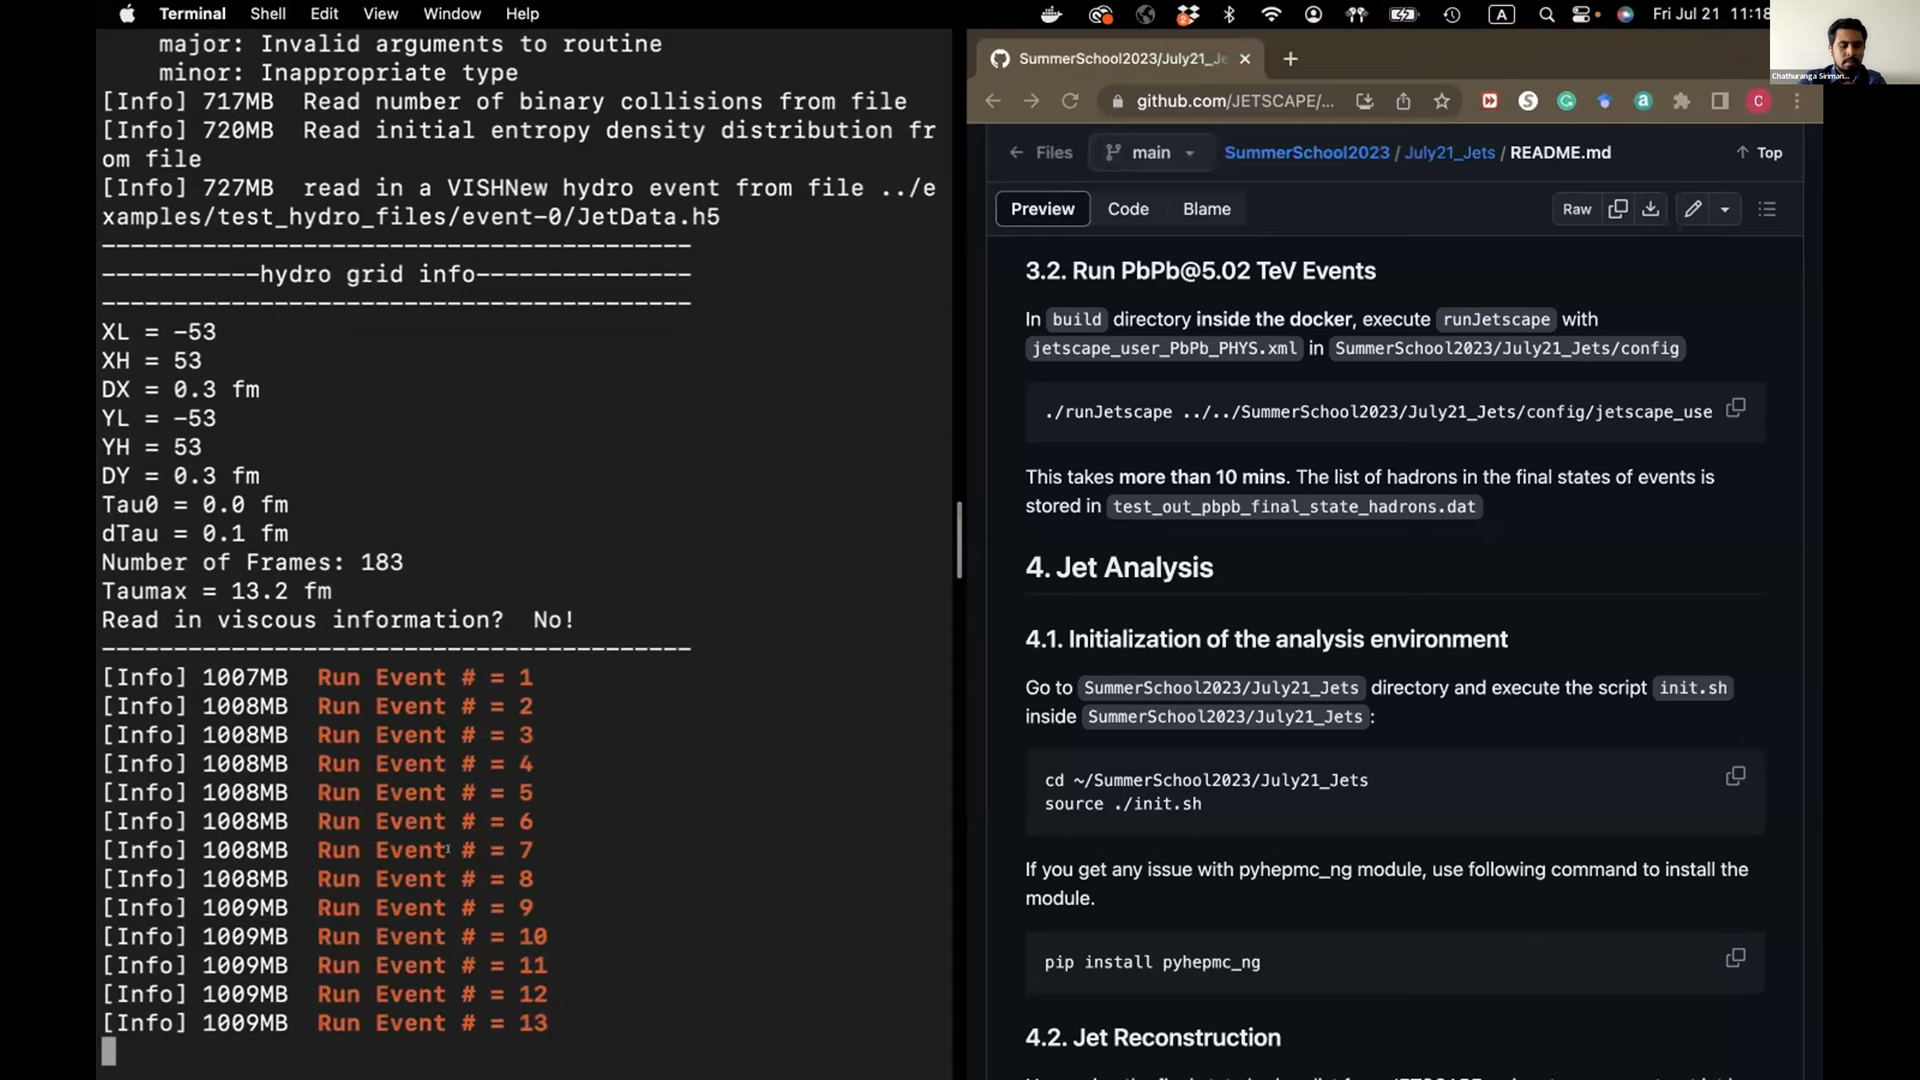 Terminal Shell Edit View Window Help
A Fri Jul 21 11:18
major: Invalid arguments to routine
minor: Inappropriate type
[Info] 717MB Read number of binary collisions from file
[Info] 720MB Read initial entropy density distribution fr
om file
[Info] 727MB read in a VISHNew hydro event from file ../e
xamples/test_hydro_files/event-0/JetData.h5
-----------------------------------------
-----------hydro grid info---------------
-----------------------------------------
XL = -53
XH = 53
DX = 0.3 fm
YL = -53
YH = 53
DY = 0.3 fm
Tau0 = 0.0 fm
dTau = 0.1 fm
Number of Frames: 183
Taumax = 13.2 fm
Read in viscous information? No!
-----------------------------------------
[Info] 1007MB Run Event # = 1
[Info] 1008MB Run Event # = 2
[Info] 1008MB Run Event # = 3
[Info] 1008MB Run Event # = 4
[Info] 1008MB Run Event # = 5
[Info] 1008MB Run Event # = 6
[Info] 1008MB Run Event # = 7
[Info] 1008MB Run Event # = 8
[Info] 1009MB Run Event # = 9
[Info] 1009MB Run Event # = 10
[Info] 1009MB Run Event # = 11
[Info] 1009MB Run Event # = 12
[Info] 1009MB Run Event # = 13
Chathuranga Siriman...
SummerSchool2023/July21_Je
github.com/JETSCAPE/...
Files main SummerSchool2023 / July21_Jets / README.md Top
Preview Code Blame Raw
3.2. Run PbPb@5.02 TeV Events
In build directory inside the docker, execute runJetscape with
jetscape_user_PbPb_PHYS.xml in SummerSchool2023/July21_Jets/config
./runJetscape ../../SummerSchool2023/July21_Jets/config/jetscape_use
This takes more than 10 mins. The list of hadrons in the final states of events is
stored in test_out_pbpb_final_state_hadrons.dat
4. Jet Analysis
4.1. Initialization of the analysis environment
Go to SummerSchool2023/July21_Jets directory and execute the script init.sh
inside SummerSchool2023/July21_Jets:
cd ~/SummerSchool2023/July21_Jets
source ./init.sh
If you get any issue with pyhepmc_ng module, use following command to install the
module.
pip install pyhepmc_ng
4.2. Jet Reconstruction